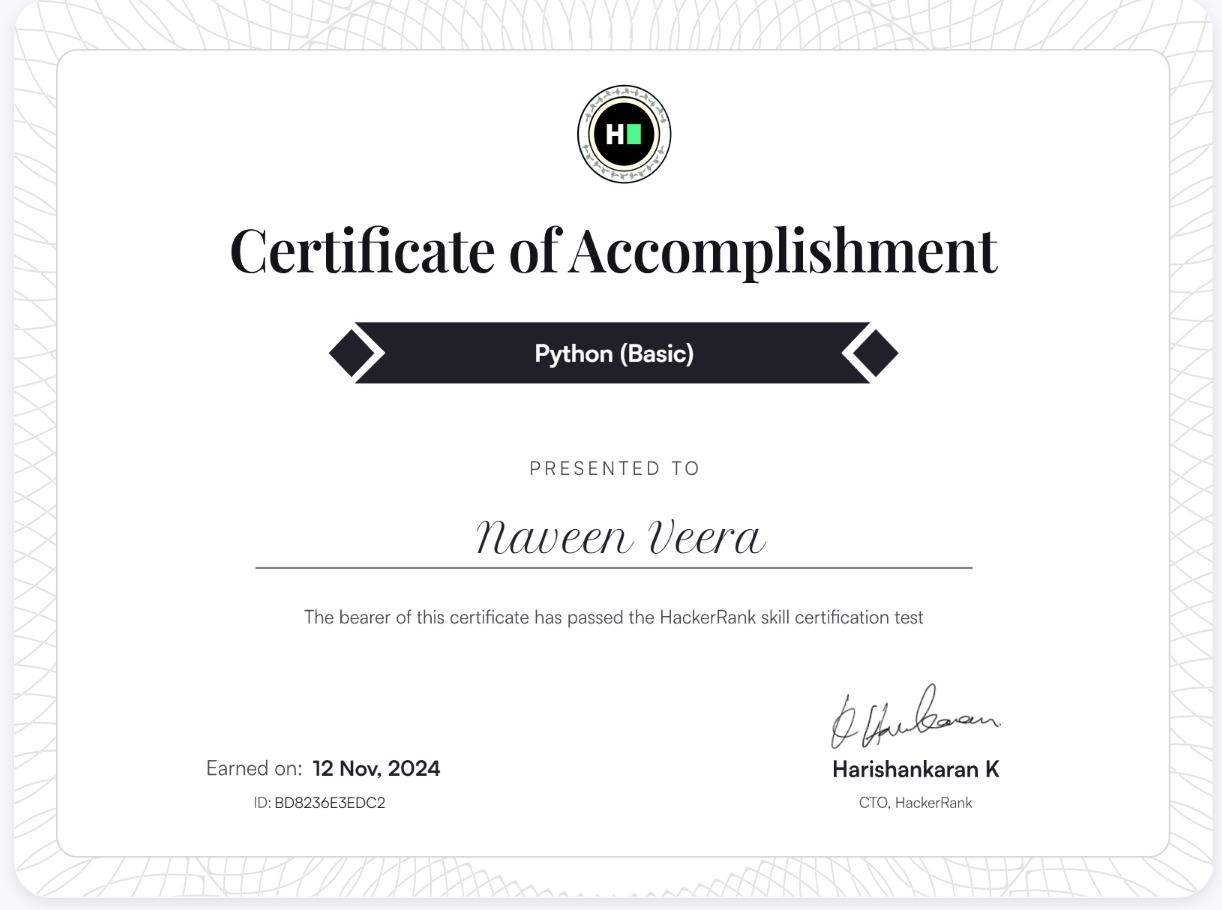 H
Certificate of Accomplishment
Python (Basic)
PRESENTED TO
Naveen Veera
The bearer of this certificate has passed the HackerRank skill certification test
Earned on: 12 Nov, 2024
ID: BD8236E3EDC2
Harishankaran K
CTO, HackerRank